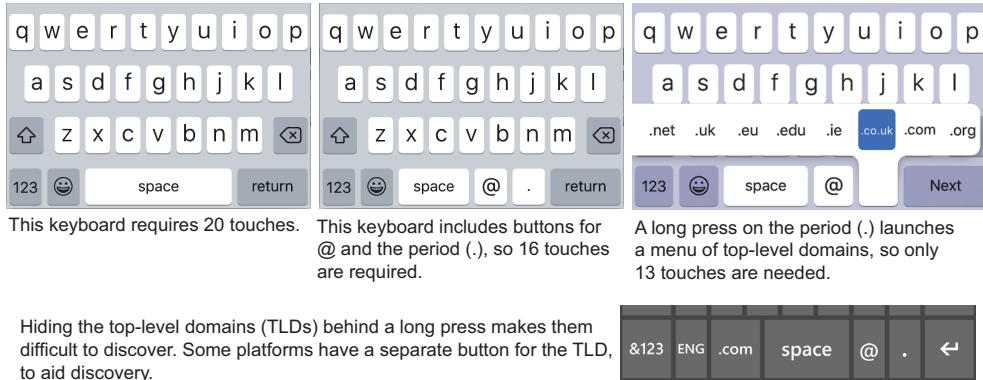 q w e r t y u i o p
a s d f g h j k l
z x c v b n m
123 space return
This keyboard requires 20 touches.
q w e r t y u i o p
a s d f g h j k l
z x c v b n m
123 space @ . return
This keyboard includes buttons for
@ and the period (.), so 16 touches
are required.
q w e r t y u i o p
a s d f g h j k l
.net .uk .eu .edu .ie .co.uk .com .org
123 space @ Next
A long press on the period (.) launches
a menu of top-level domains, so only
13 touches are needed.
Hiding the top-level domains (TLDs) behind a long press makes them
difficult to discover. Some platforms have a separate button for the TLD,
to aid discovery.
&123 ENG .com space @ .